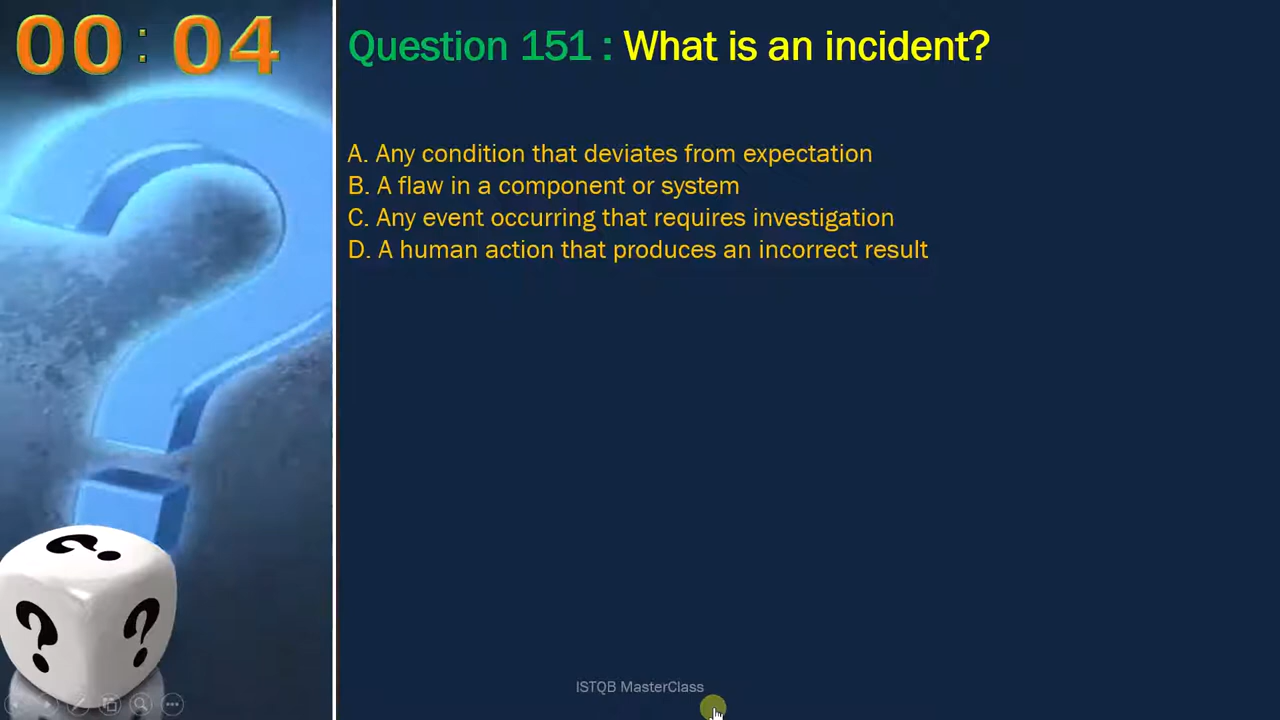 00:04
Question 151 : What is an incident?
A. Any condition that deviates from expectation
B. A flaw in a component or system
C. Any event occurring that requires investigation
D. A human action that produces an incorrect result
? ? ?
ISTQB MasterClass